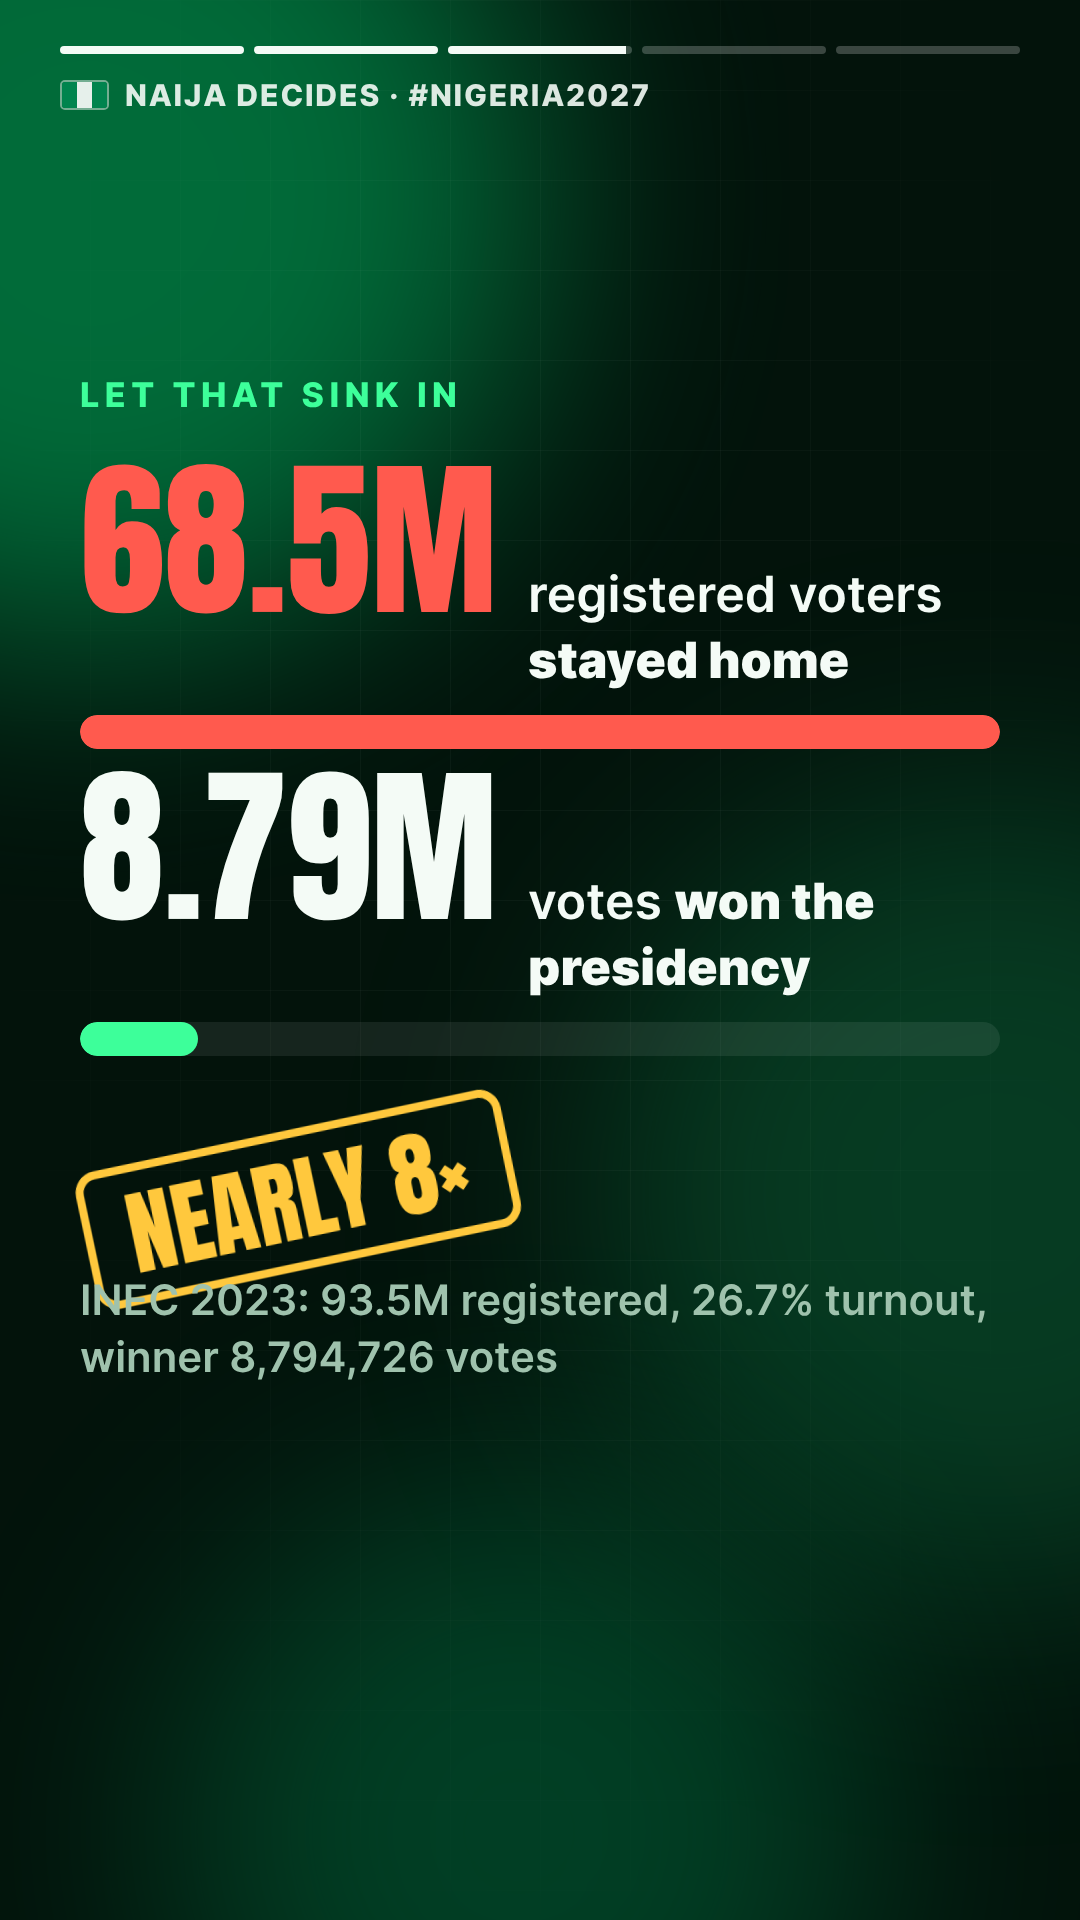 NAIJA DECIDES · #NIGERIA2027
LET THAT SINK IN
68.5M registered voters
stayed home
8.79M votes won the
presidency
NEARLY 8×
INEC 2023: 93.5M registered, 26.7% turnout,
winner 8,794,726 votes